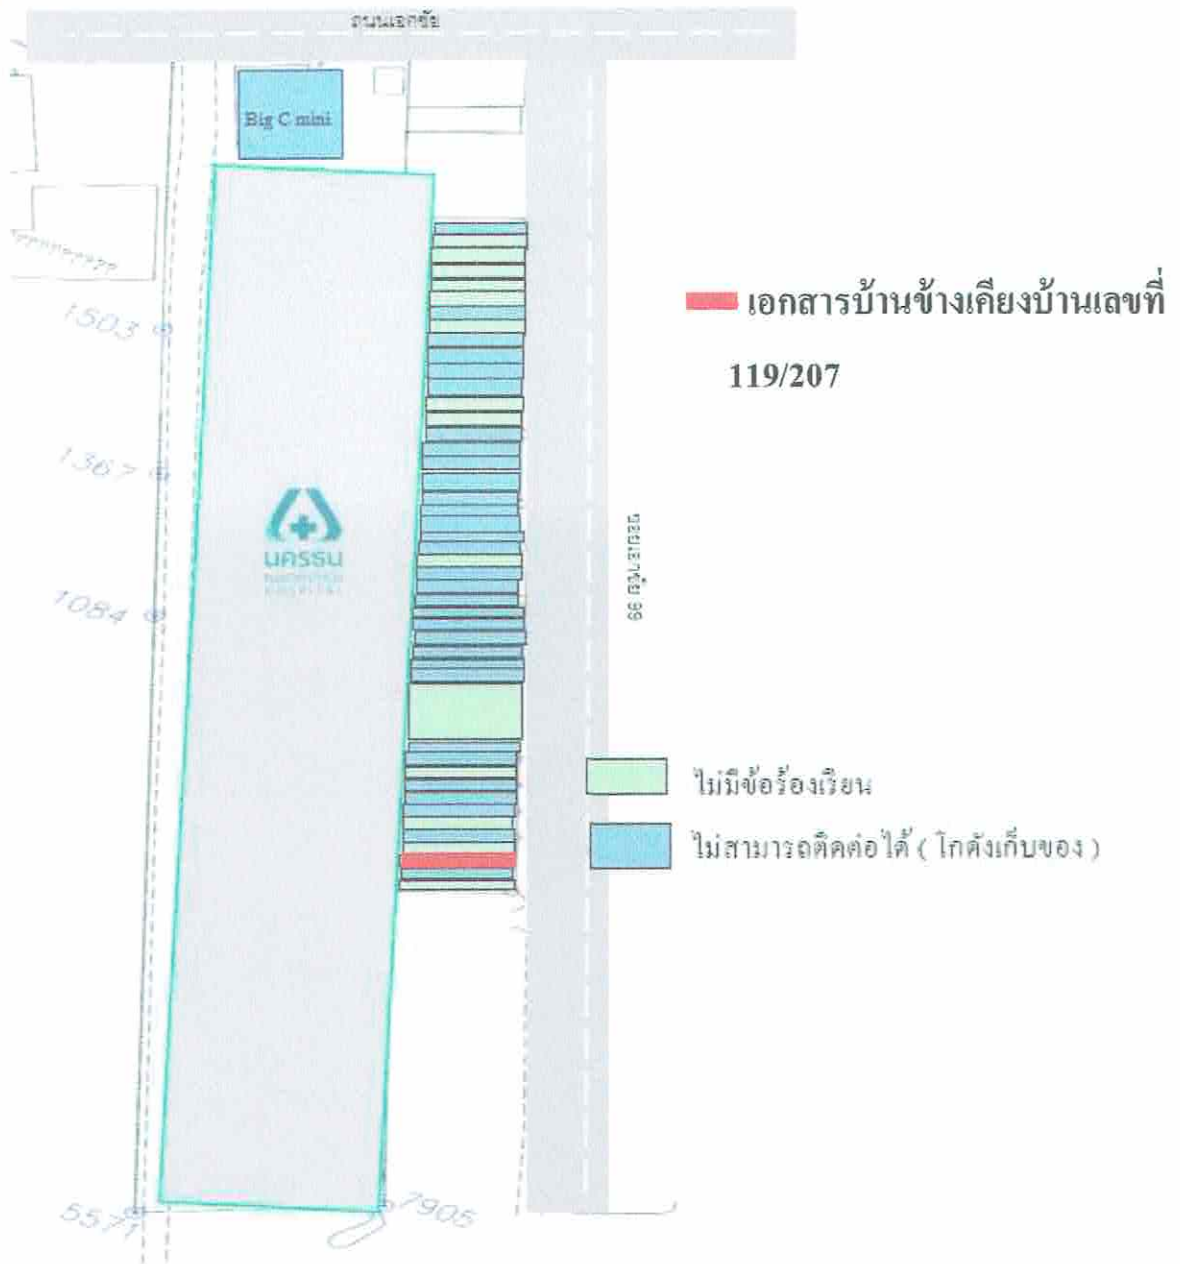 ถนนเอกชัย
Big C mini
1503
เอกสารบ้านข้างเคียงบ้านเลขที่
119/207
1367
นครธน
HOSPITAL
ซอยเอกชัย 99
1084
ไม่มีข้อร้องเรียน
ไม่สามารถติดต่อได้ ( โกดังเก็บของ )
5571
7905